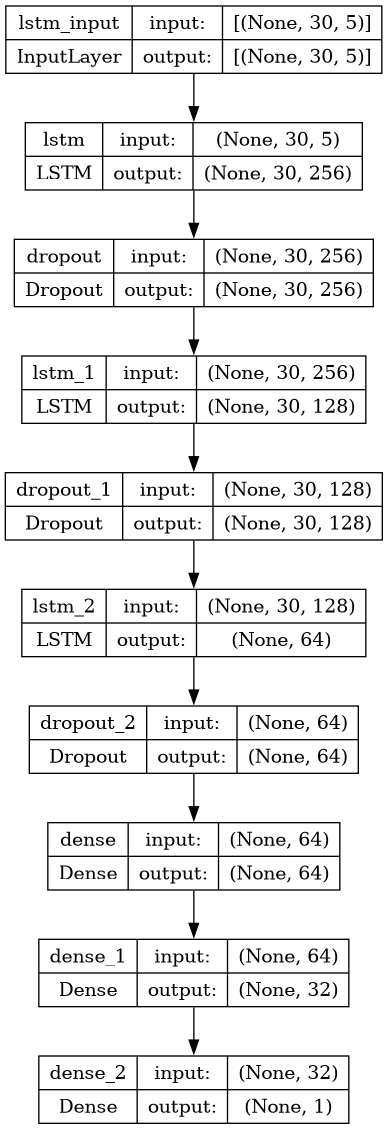 lstm_input input: [(None, 30, 5)]
InputLayer output: [(None, 30, 5)]
lstm input: (None, 30, 5)
LSTM output: (None, 30, 256)
dropout input: (None, 30, 256)
Dropout output: (None, 30, 256)
lstm_1 input: (None, 30, 256)
LSTM output: (None, 30, 128)
dropout_1 input: (None, 30, 128)
Dropout output: (None, 30, 128)
lstm_2 input: (None, 30, 128)
LSTM output: (None, 64)
dropout_2 input: (None, 64)
Dropout output: (None, 64)
dense input: (None, 64)
Dense output: (None, 64)
dense_1 input: (None, 64)
Dense output: (None, 32)
dense_2 input: (None, 32)
Dense output: (None, 1)